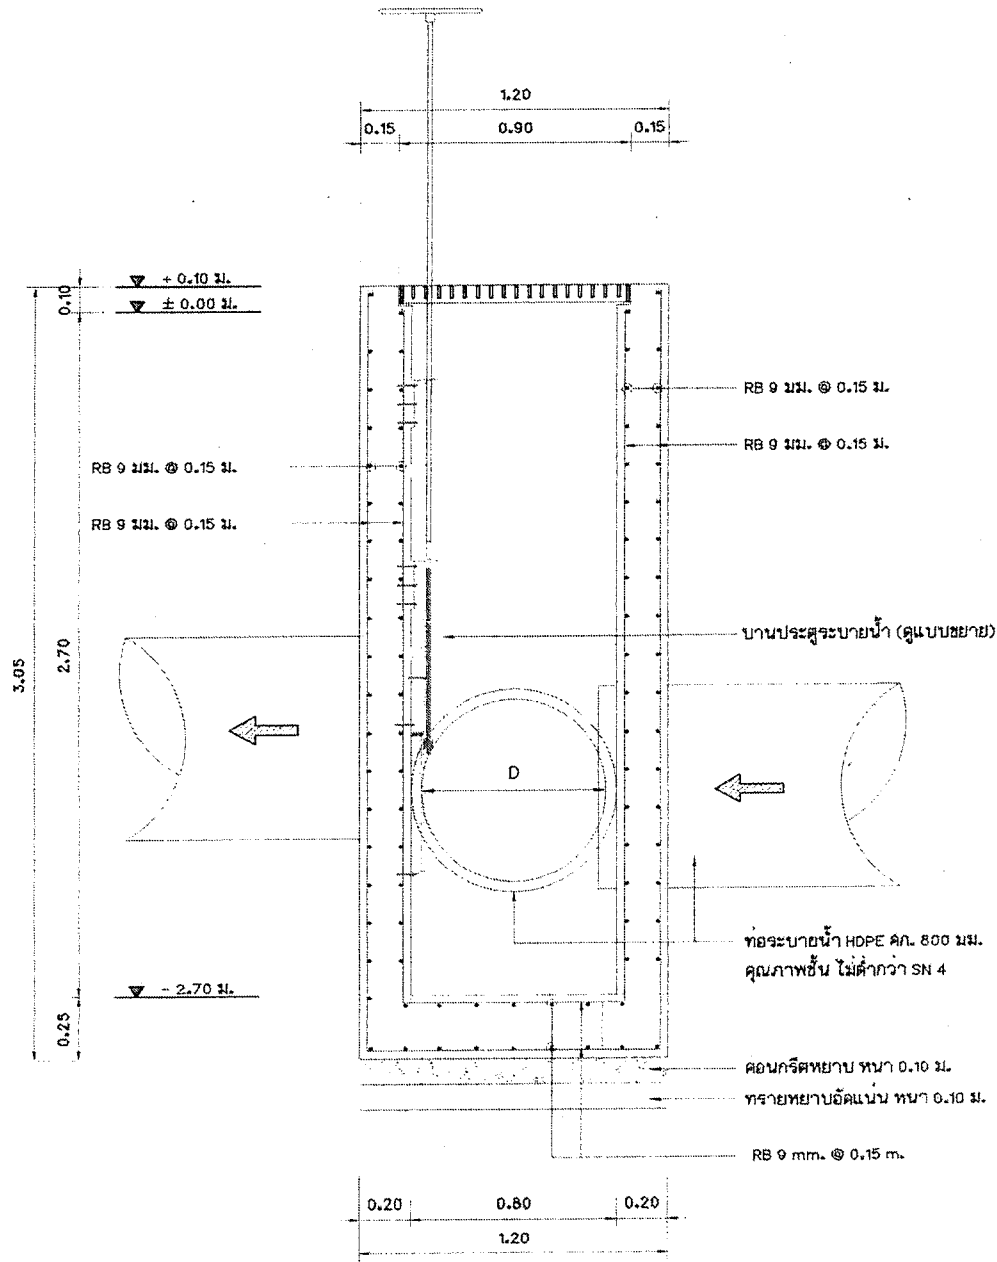 1.20
0.15 0.90 0.15
+ 0.10 ม.
0.10
± 0.00 ม.
RB 9 มม. @ 0.15 ม.
RB 9 มม. @ 0.15 ม.
RB 9 มม. @ 0.15 ม.
RB 9 มม. @ 0.15 ม.
บานประตูระบายน้ำ (ดูแบบขยาย)
3.05
2.70
D
ท่อระบายน้ำ HDPE ศก. 800 มม.
คุณภาพชั้น ไม่ต่ำกว่า SN 4
- 2.70 ม.
0.25
คอนกรีตหยาบ หนา 0.10 ม.
ทรายหยาบอัดแน่น หนา 0.10 ม.
RB 9 mm. @ 0.15 m.
0.20 0.80 0.20
1.20